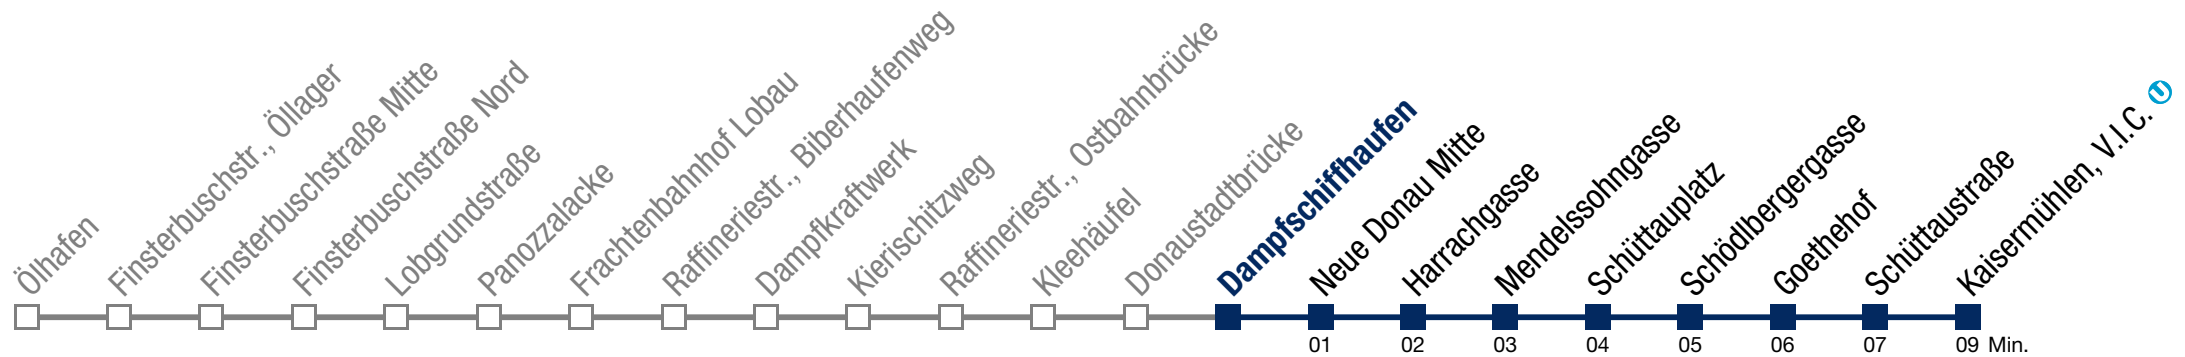 Ölhafen
Finsterbuschstr., Öllager
Finsterbuschstraße Mitte
Finsterbuschstraße Nord
Lobgrundstraße
Panozzalacke
Frachtenbahnhof Lobau
Raffineriestr., Biberhaufenweg
Dampfkraftwerk
Kierischitzweg
Raffineriestr., Ostbahnbrücke
Kleehäufel
Donaustadtbrücke
Dampfschiffhaufen
Neue Donau Mitte
Harrachgasse
Mendelssohngasse
Schüttauplatz
Schödlbergergasse
Goethehof
Schüttaustraße
Kaisermühlen, V.I.C. U
01 02 03 04 05 06 07 09 Min.